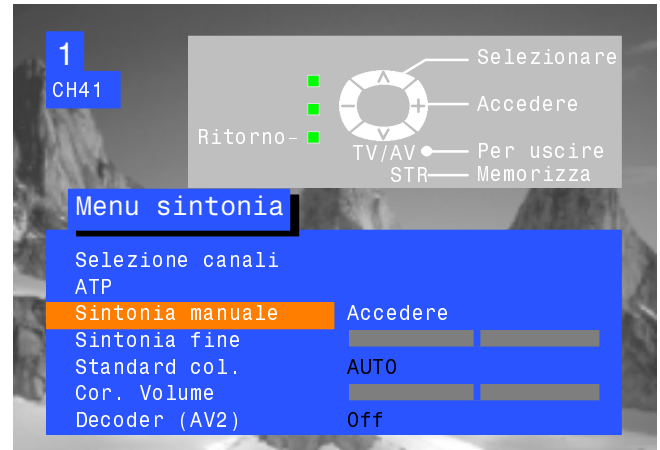 1
CH41
Selezionare
Accedere
Ritorno
TV/AV Per uscire
STR Memorizza
Menu sintonia
Selezione canali
ATP
Sintonia manuale Accedere
Sintonia fine
Standard col. AUTO
Cor. Volume
Decoder (AV2) Off